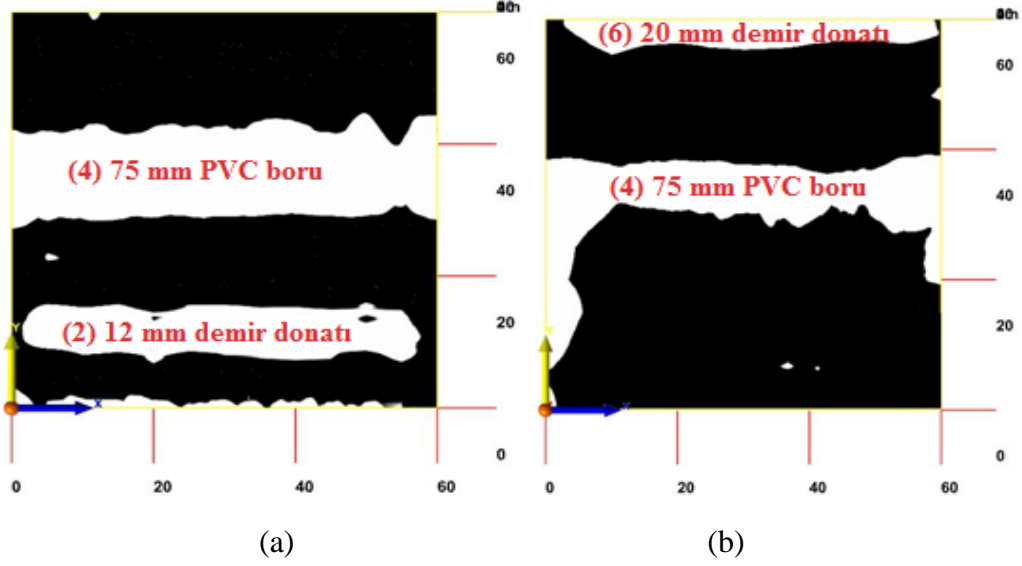 60
(4) 75 mm PVC boru
40
(2) 12 mm demir donatı
20
Y
X
0
0 20 40 60
(a)
(6) 20 mm demir donatı
60
(4) 75 mm PVC boru
40
20
Y
0
0 20 40 60
(b)